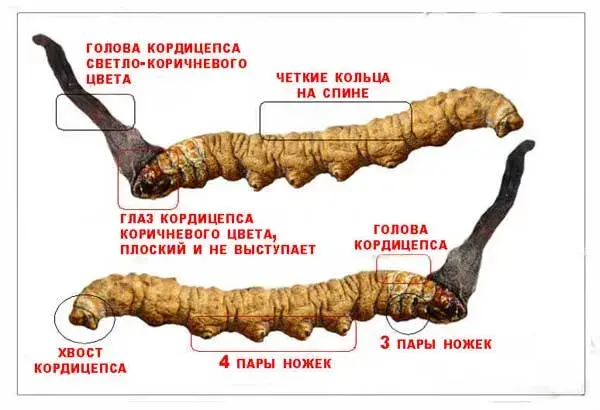 ГОЛОВА КОРДИЦЕПСА
СВЕТЛО-КОРИЧНЕВОГО
ЦВЕТА
ЧЕТКИЕ КОЛЬЦА
НА СПИНЕ
ГЛАЗ КОРДИЦЕПСА
КОРИЧНЕВОГО ЦВЕТА,
ПЛОСКИЙ И НЕ ВЫСТУПАЕТ
ГОЛОВА
КОРДИЦЕПСА
ХВОСТ
КОРДИЦЕПСА
4 ПАРЫ НОЖЕК
3 ПАРЫ НОЖЕК